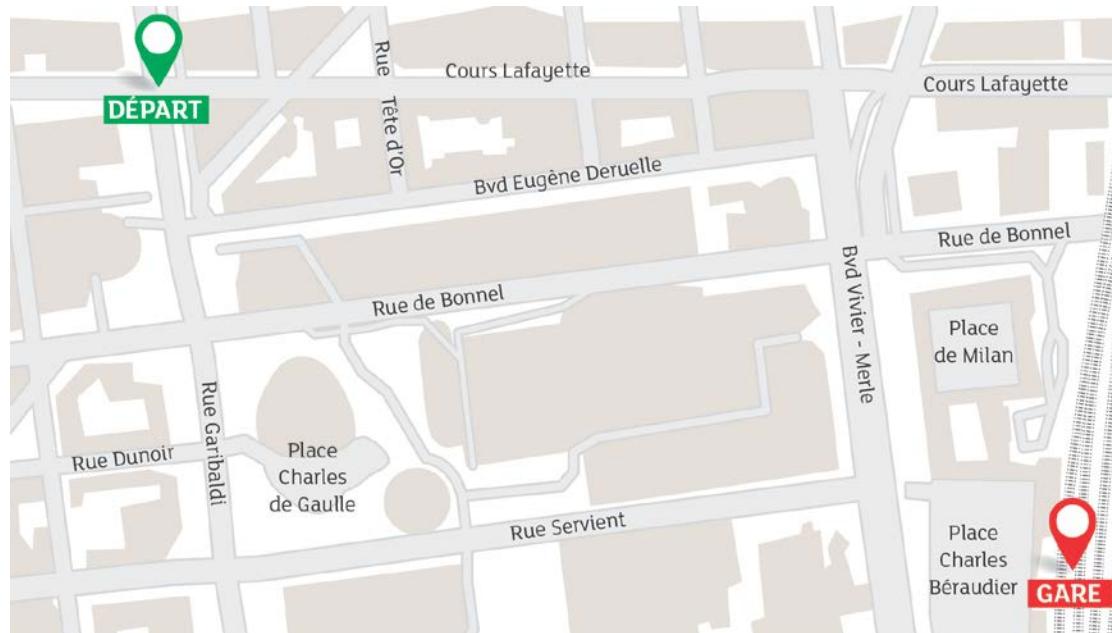 Cours Lafayette
Cours Lafayette
DÉPART
Rue Tête d'Or
Bvd Eugène Deruelle
Rue de Bonnel
Rue de Bonnel
Bvd Vivier - Merle
Place
de Milan
Rue Garibaldi
Rue Dunoir
Place
Charles
de Gaulle
Rue Servient
Place
Charles
Béraudier
GARE